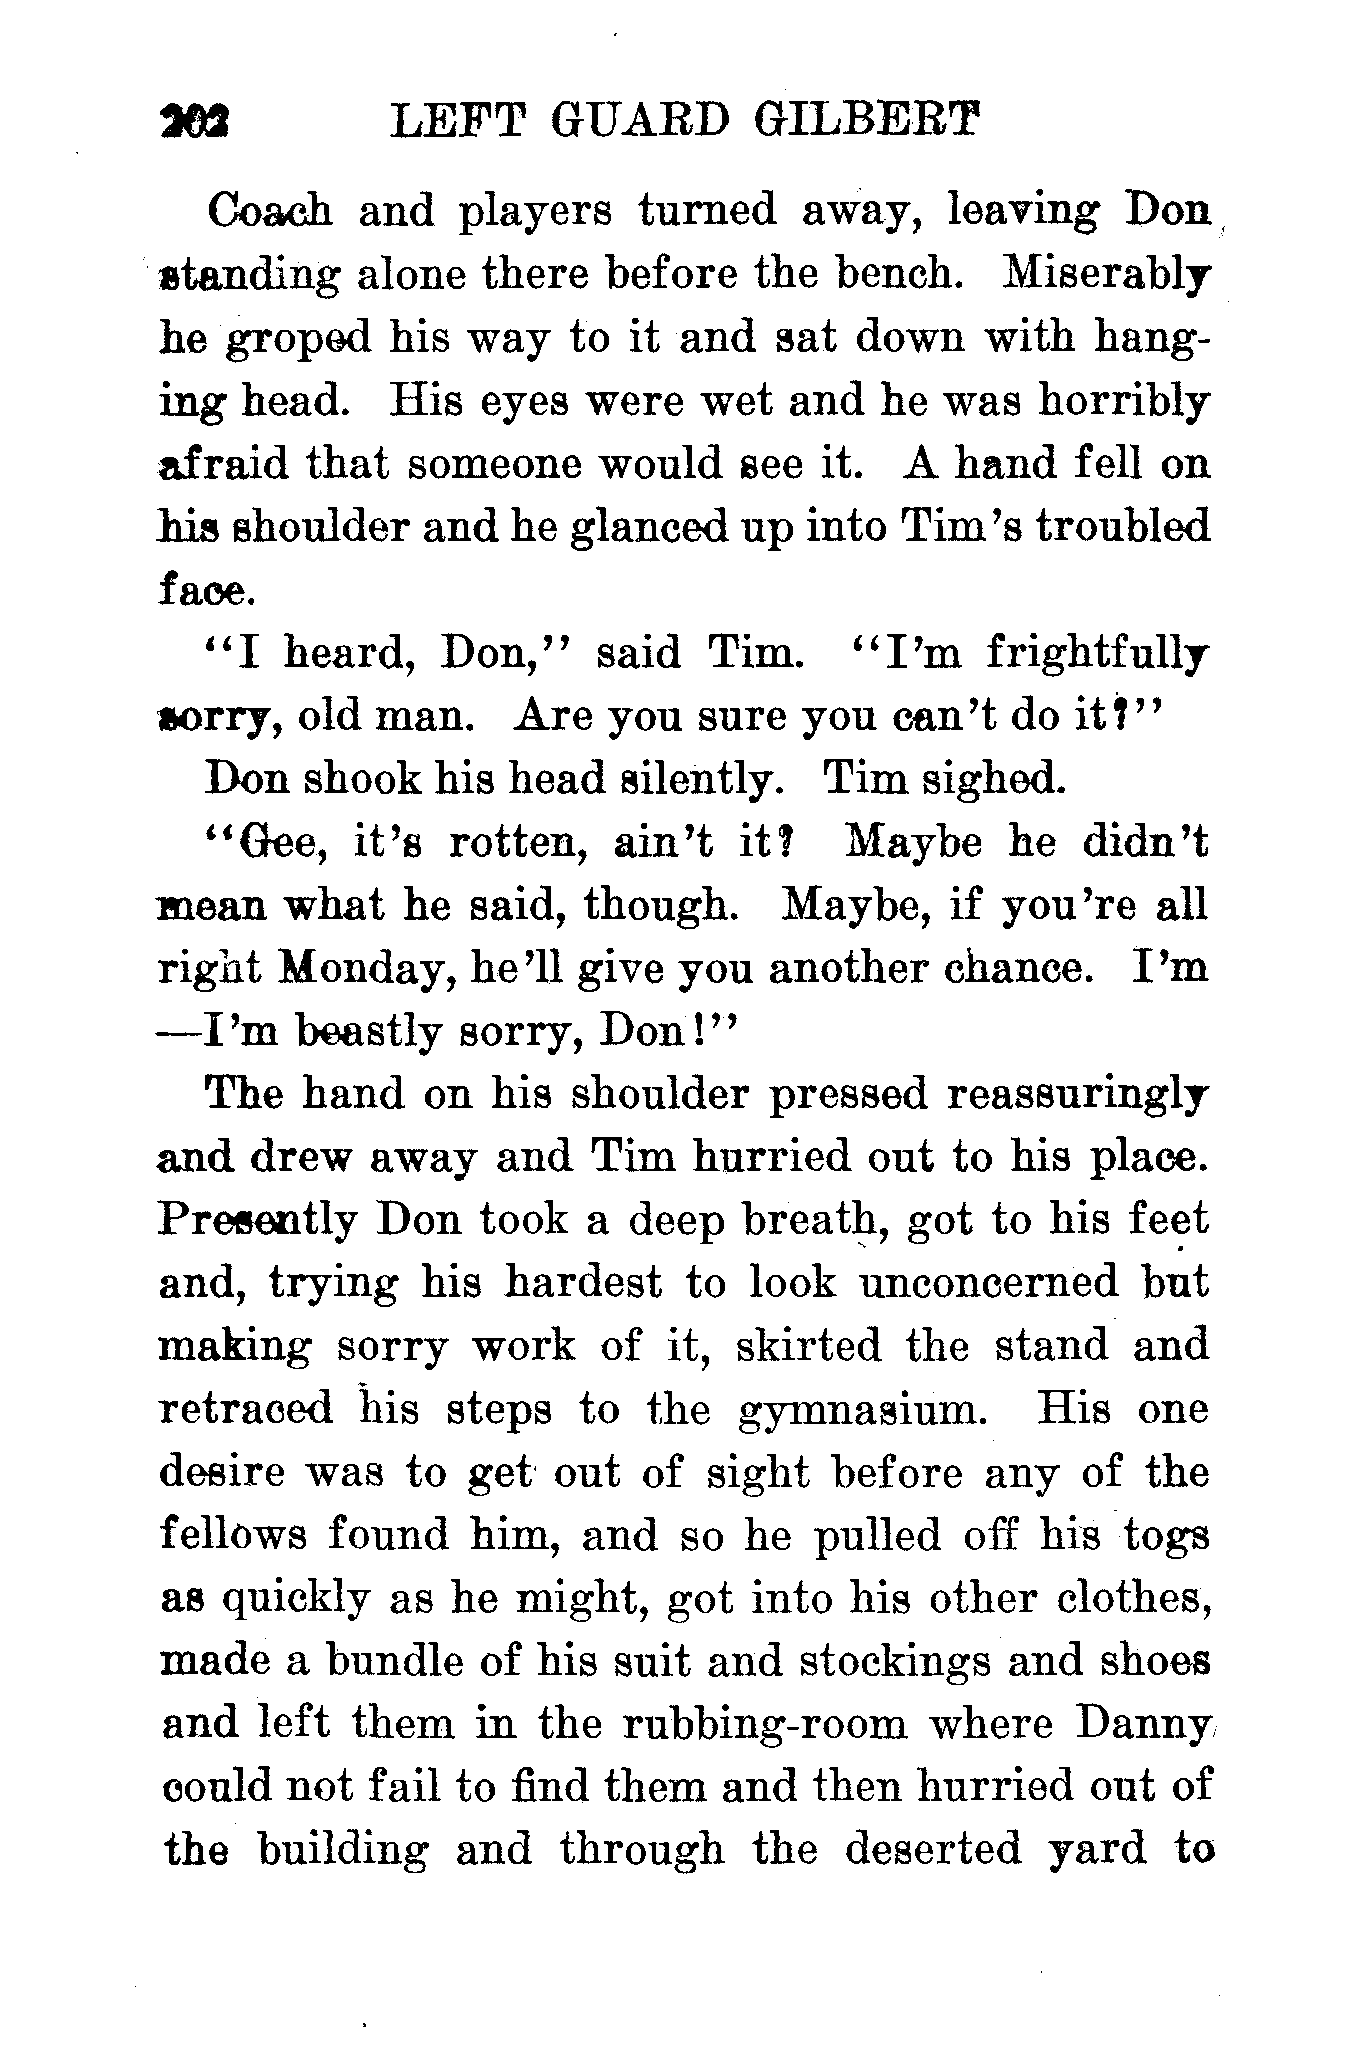 202 LEFT GUARD GILBERT
Coach and players turned away, leaving Don
standing alone there before the bench. Miserably
he groped his way to it and sat down with hang-
ing head. His eyes were wet and he was horribly
afraid that someone would see it. A hand fell on
his shoulder and he glanced up into Tim's troubled
face.
"I heard, Don," said Tim. "I'm frightfully
sorry, old man. Are you sure you can't do it?"
Don shook his head silently. Tim sighed.
"Gee, it's rotten, ain't it? Maybe he didn't
mean what he said, though. Maybe, if you're all
right Monday, he'll give you another chance. I'm
—I'm beastly sorry, Don!"
The hand on his shoulder pressed reassuringly
and drew away and Tim hurried out to his place.
Presently Don took a deep breath, got to his feet
and, trying his hardest to look unconcerned but
making sorry work of it, skirted the stand and
retraced his steps to the gymnasium. His one
desire was to get out of sight before any of the
fellows found him, and so he pulled off his togs
as quickly as he might, got into his other clothes,
made a bundle of his suit and stockings and shoes
and left them in the rubbing-room where Danny
could not fail to find them and then hurried out of
the building and through the deserted yard to